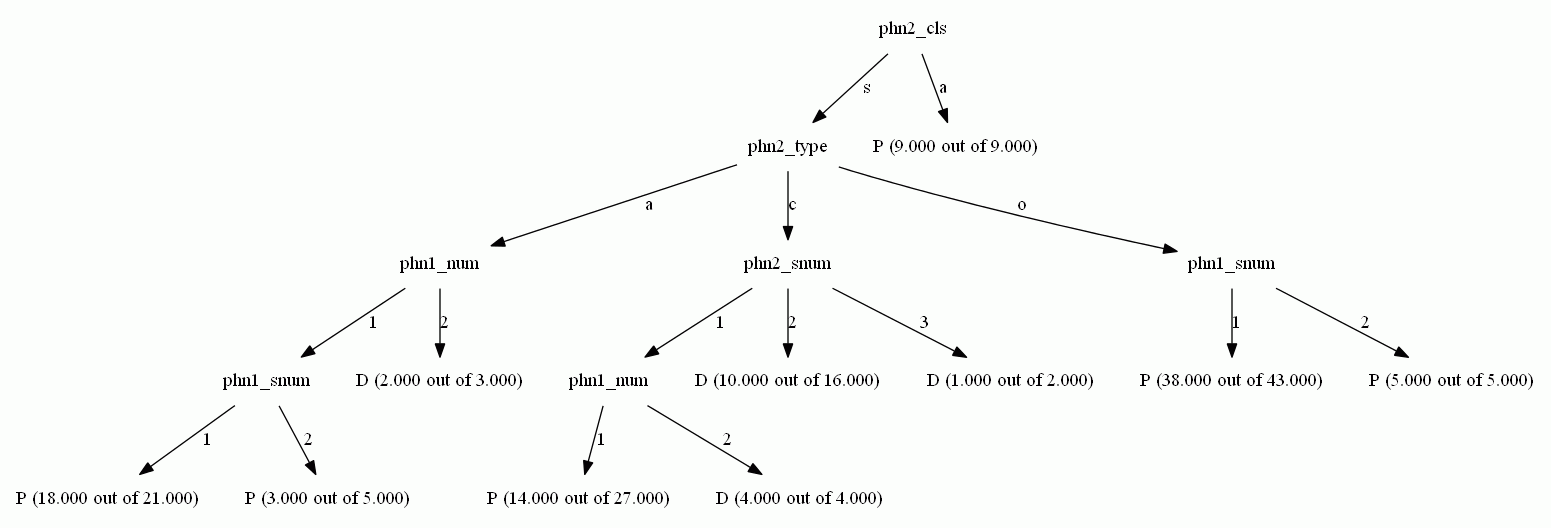 phn2_cls
s a
phn2_type P (9.000 out of 9.000)
a c o
phn1_num phn2_snum phn1_snum
1 2 1 2 3 1 2
phn1_snum D (2.000 out of 3.000) phn1_num D (10.000 out of 16.000) D (1.000 out of 2.000) P (38.000 out of 43.000) P (5.000 out of 5.000)
1 2 1 2
P (18.000 out of 21.000) P (3.000 out of 5.000) P (14.000 out of 27.000) D (4.000 out of 4.000)